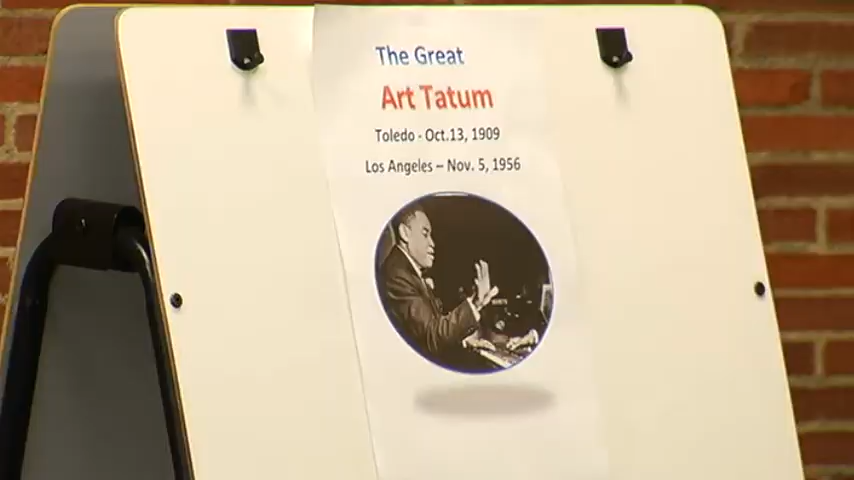 The Great
Art Tatum
Toledo - Oct.13, 1909
Los Angeles – Nov. 5, 1956